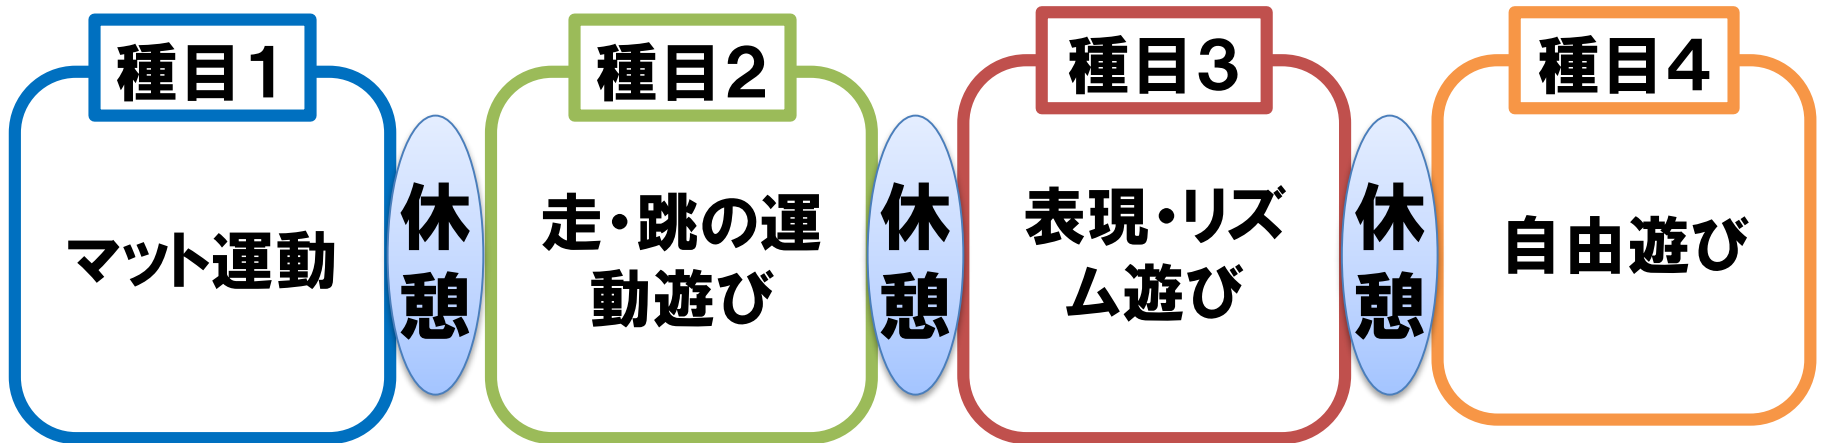 種目1
マット運動
休
憩
種目2
走・跳の運
動遊び
休
憩
種目3
表現・リズ
ム遊び
休
憩
種目4
自由遊び